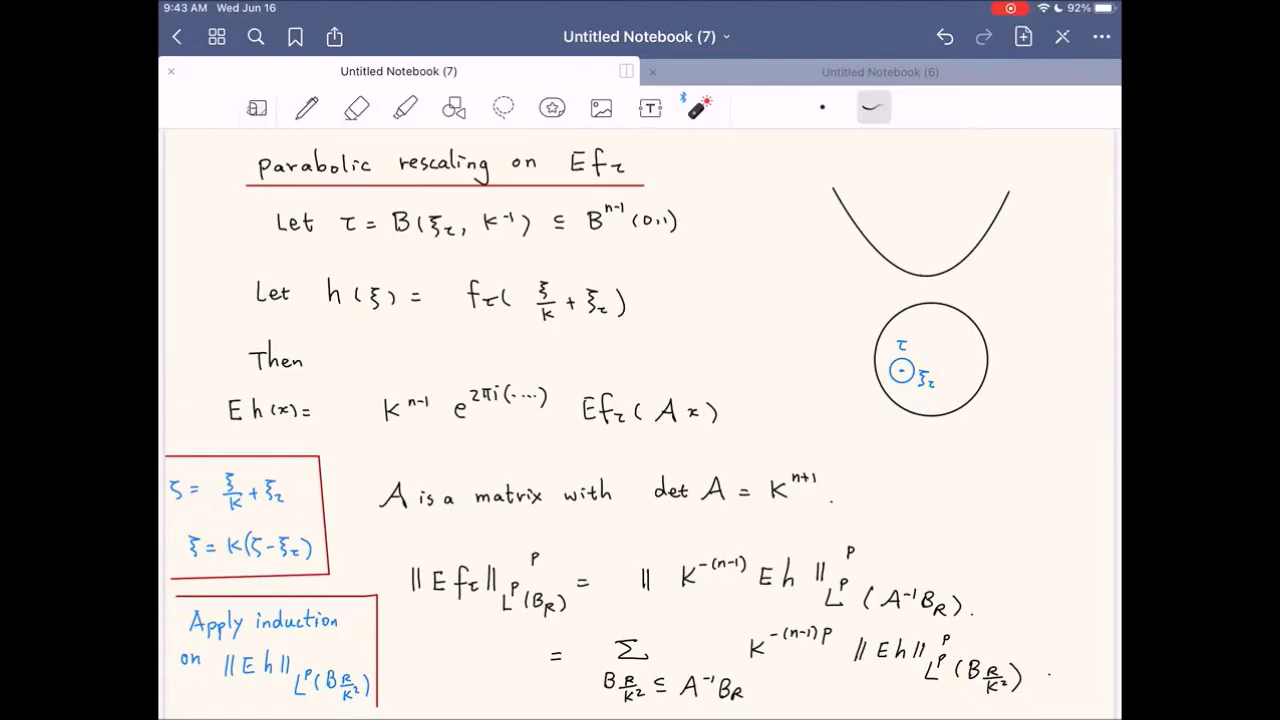 9:43 AM Wed Jun 16
92%
Untitled Notebook (7)
Untitled Notebook (7)
Untitled Notebook (6)
T
parabolic rescaling on Ef_τ
Let τ = B(ξ_τ, K^{-1}) ⊆ B^{n-1}(0,1)
Let h(ξ) = f_τ( ξ/K + ξ_τ )
Then
Eh(x) = K^{n-1} e^{2πi(....)} Ef_τ( A x )
A is a matrix with det A = K^{n+1}.
‖Ef_τ‖^P_{L^P(B_R)} = ‖ K^{-(n-1)} Eh ‖^P_{L^P(A^{-1}B_R)}.
= Σ_{B_{R/K^2} ⊆ A^{-1}B_R} K^{-(n-1)P} ‖Eh‖^P_{L^P(B_{R/K^2})}.
τ
ξ_τ
ζ = ξ/K + ξ_τ
ξ = K(ζ - ξ_τ)
Apply induction
on ‖Eh‖_{L^P(B_{R/K^2})}